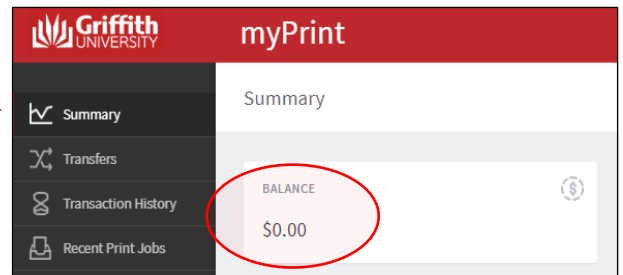 Griffith
UNIVERSITY
myPrint
Summary
Transfers
Transaction History
Recent Print Jobs
Summary
BALANCE
$0.00